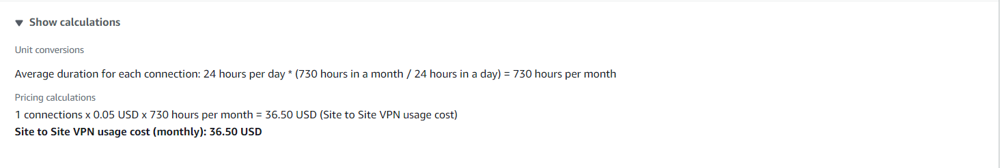 Show calculations
Unit conversions
Average duration for each connection: 24 hours per day * (730 hours in a month / 24 hours in a day) = 730 hours per month
Pricing calculations
1 connections x 0.05 USD x 730 hours per month = 36.50 USD (Site to Site VPN usage cost)
Site to Site VPN usage cost (monthly): 36.50 USD